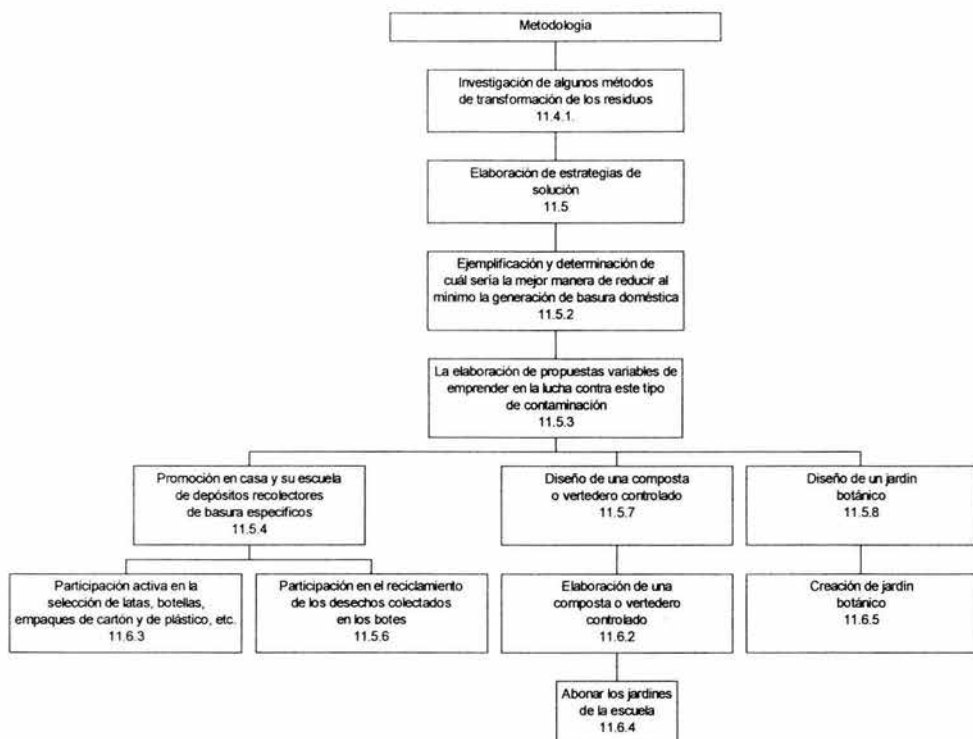 Metodología
Investigación de algunos métodos
de transformación de los residuos
11.4.1.
Elaboración de estrategias de
solución
11.5
Ejemplificación y determinación de
cuál sería la mejor manera de reducir al
mínimo la generación de basura doméstica
11.5.2
La elaboración de propuestas variables de
emprender en la lucha contra este tipo
de contaminación
11.5.3
Promoción en casa y su escuela
de depósitos recolectores
de basura específicos
11.5.4
Diseño de una composta
o vertedero controlado
11.5.7
Diseño de un jardín
botánico
11.5.8
Participación activa en la
selección de latas, botellas,
empaques de cartón y de plástico, etc.
11.6.3
Participación en el reciclamiento
de los desechos colectados
en los botes
11.5.6
Elaboración de una
composta o vertedero
controlado
11.6.2
Creación de jardín
botánico
11.6.5
Abonar los jardines
de la escuela
11.6.4